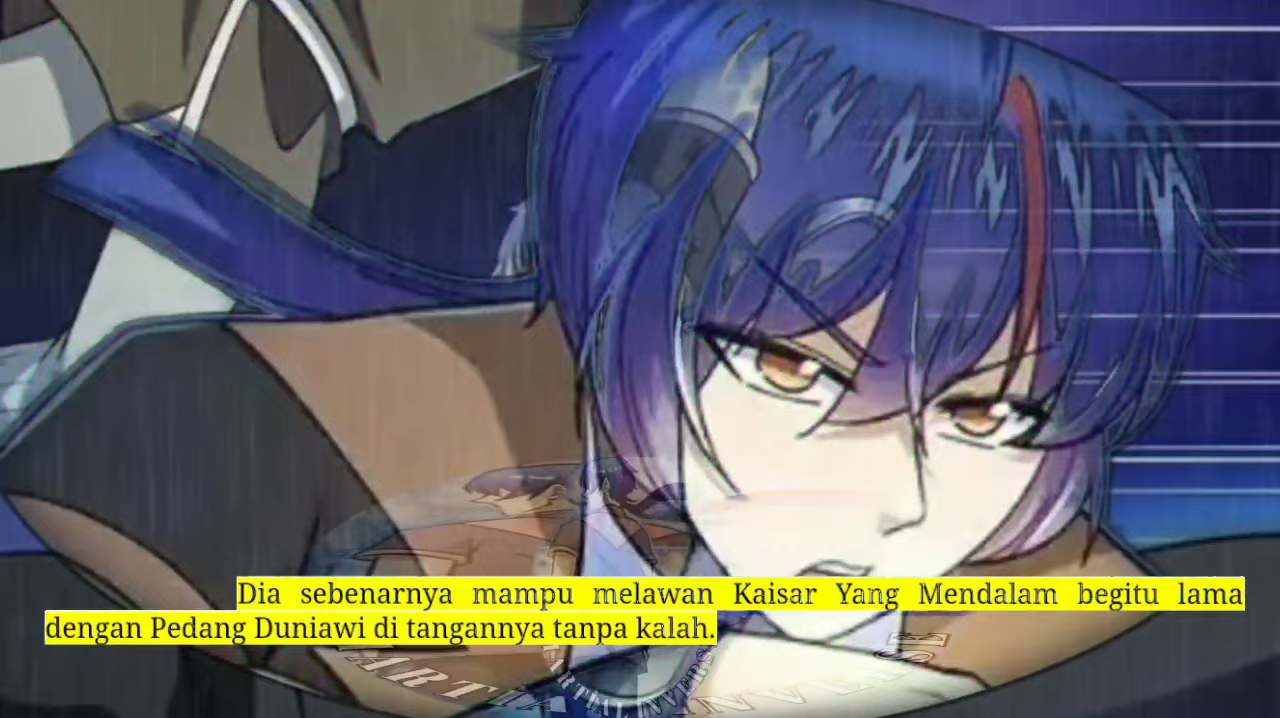 Dia sebenarnya mampu melawan Kaisar Yang Mendalam begitu lama
dengan Pedang Duniawi di tangannya tanpa kalah.